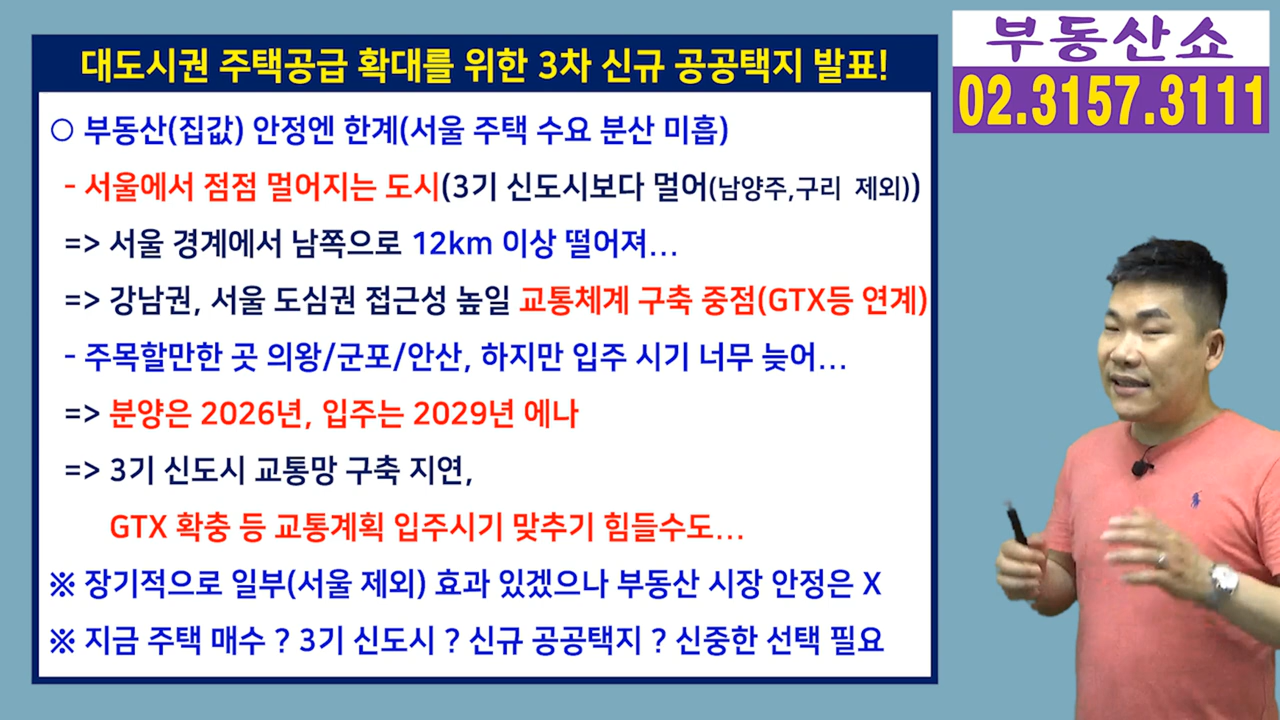 대도시권 주택공급 확대를 위한 3차 신규 공공택지 발표!
부동산쇼
02.3157.3111
○ 부동산(집값) 안정엔 한계(서울 주택 수요 분산 미흡)
- 서울에서 점점 멀어지는 도시(3기 신도시보다 멀어(남양주,구리 제외))
=> 서울 경계에서 남쪽으로 12km 이상 떨어져...
=> 강남권, 서울 도심권 접근성 높일 교통체계 구축 중점(GTX등 연계)
- 주목할만한 곳 의왕/군포/안산, 하지만 입주 시기 너무 늦어...
=> 분양은 2026년, 입주는 2029년 에나
=> 3기 신도시 교통망 구축 지연,
GTX 확충 등 교통계획 입주시기 맞추기 힘들수도...
※ 장기적으로 일부(서울 제외) 효과 있겠으나 부동산 시장 안정은 X
※ 지금 주택 매수 ? 3기 신도시 ? 신규 공공택지 ? 신중한 선택 필요